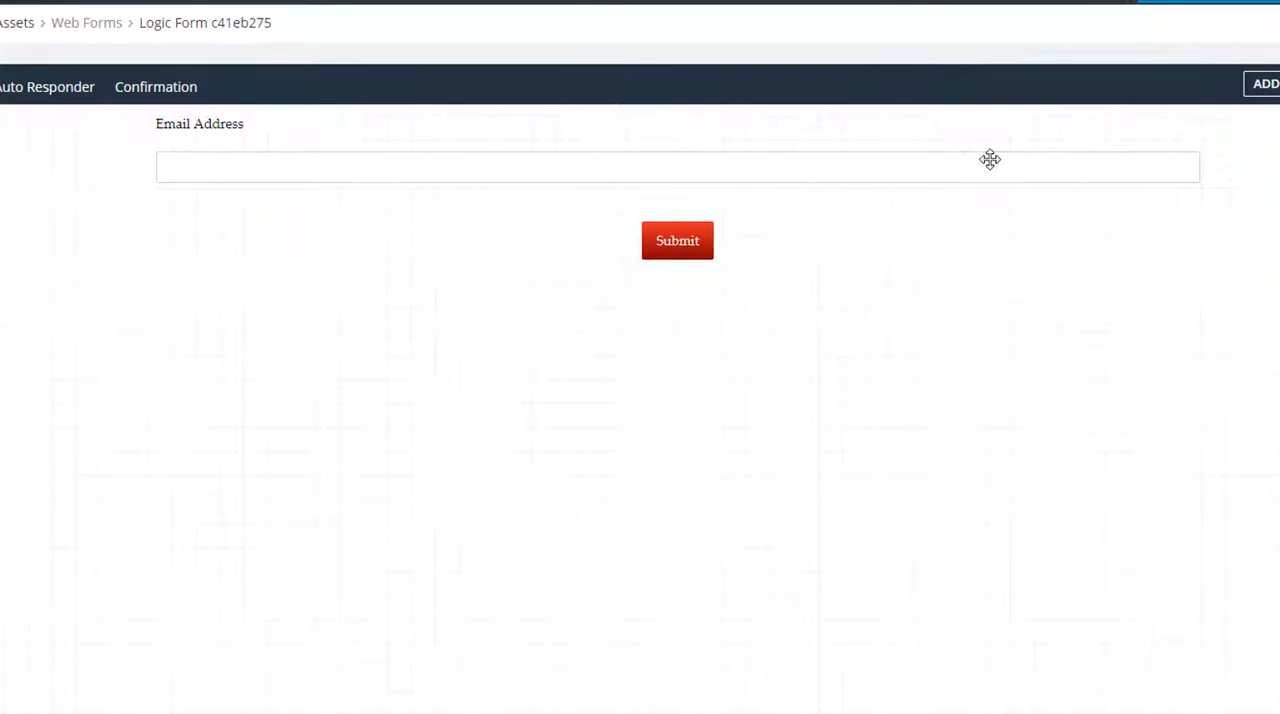 Assets > Web Forms > Logic Form c41eb275
Auto Responder Confirmation ADD
Email Address
Submit